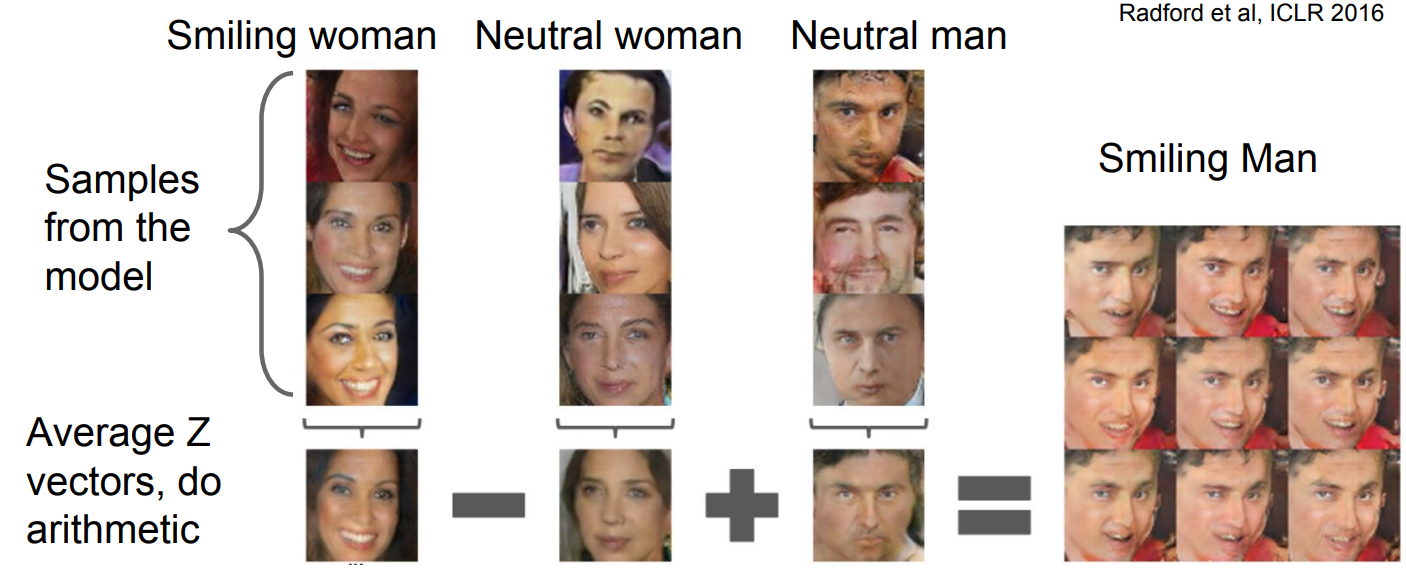 Radford et al, ICLR 2016
Smiling woman
Neutral woman
Neutral man
Samples
from the
model
Smiling Man
Average Z
vectors, do
arithmetic